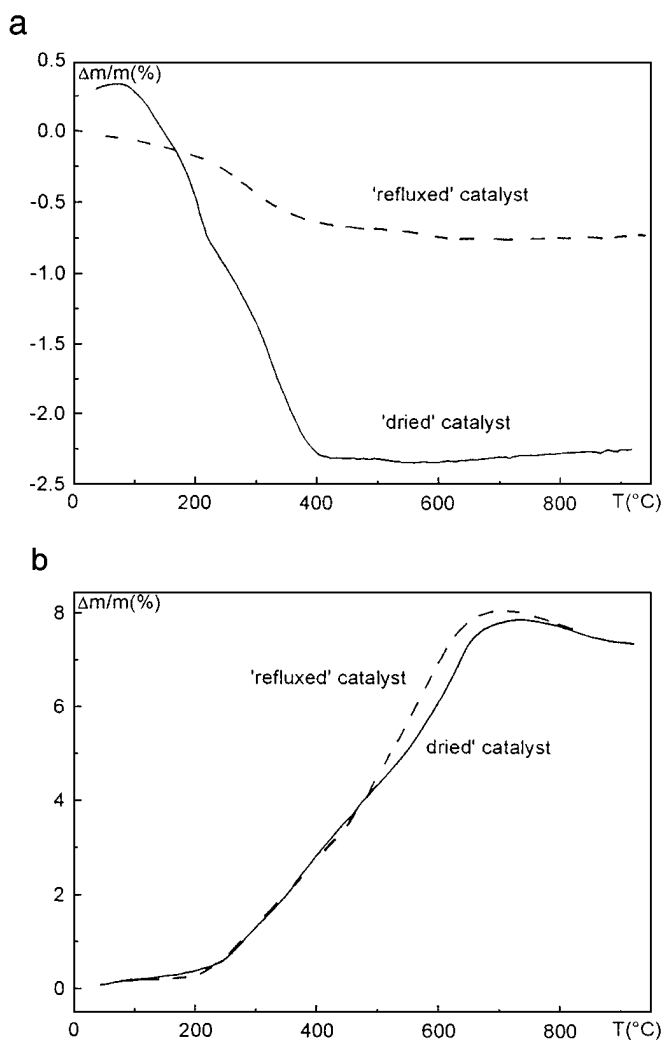 a
0.5
Δm/m(%)
0.0
-0.5
'refluxed' catalyst
-1.0
-1.5
-2.0
'dried' catalyst
-2.5
0 200 400 600 800 T(°C)
b
Δm/m(%)
8
'refluxed' catalyst
6
dried' catalyst
4
2
0
0 200 400 600 800 T(°C)